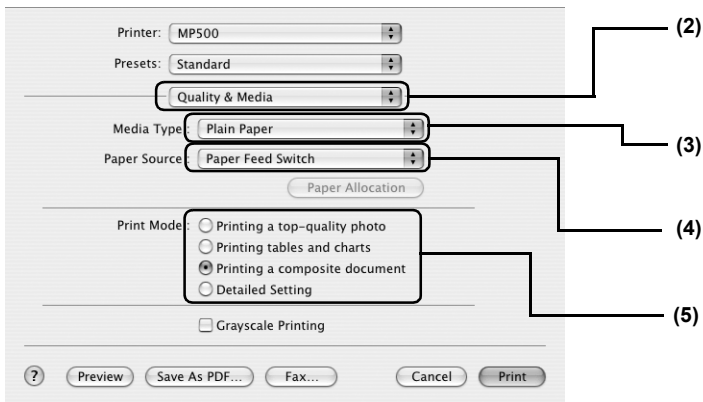 Printer: MP500
(2)
Presets: Standard
Quality & Media
Media Type: Plain Paper
(3)
Paper Source: Paper Feed Switch
Paper Allocation
(4)
Print Mode: Printing a top-quality photo
Printing tables and charts
Printing a composite document
Detailed Setting
(5)
Grayscale Printing
? Preview Save As PDF... Fax... Cancel Print